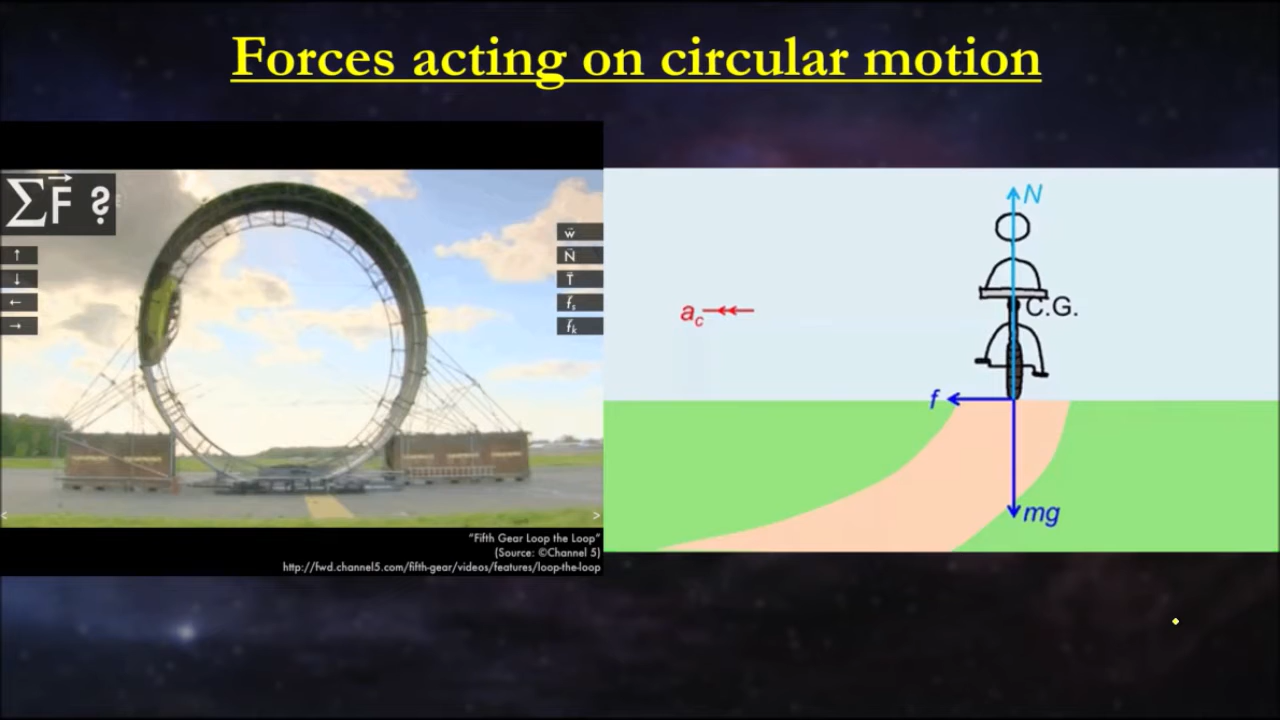 Forces acting on circular motion
ΣF⃗ ?
↑
↓
←
→
w⃗
N⃗
T⃗
f⃗s
f⃗k
<
>
"Fifth Gear Loop the Loop"
(Source: ©Channel 5)
http://fwd.channel5.com/fifth-gear/videos/features/loop-the-loop
N
C.G.
ac
f
mg